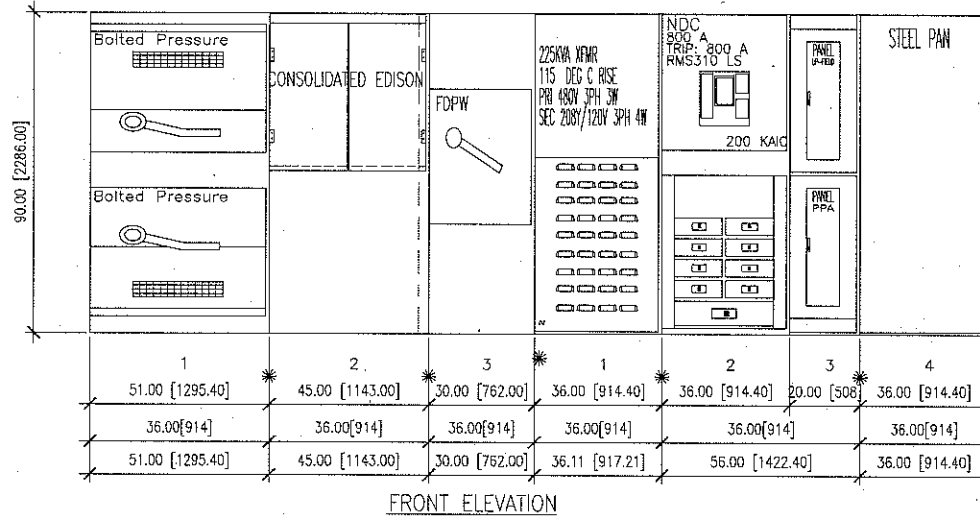 Bolted Pressure
Bolted Pressure
CONSOLIDATED EDISON
FDPW
225KVA XFMR
115 DEG C RISE
PRI 480V 3PH 3W
SEC 208Y/120V 3PH 4W
NDC
800 A
TRIP: 800 A
RMS310 LS
200 KAIC
PANEL
PANEL
PPA
STEEL PAN
90.00 [2286.00]
1 2 3 1 2 3 4
51.00 [1295.40] 45.00 [1143.00] 30.00 [762.00] 36.00 [914.40] 36.00 [914.40] 20.00 [508 36.00 [914.40]
36.00[914] 36.00[914] 36.00[914] 36.00[914] 36.00[914] 36.00[914]
51.00 [1295.40] 45.00 [1143.00] 30.00 [762.00] 36.11 [917.21] 56.00 [1422.40] 36.00 [914.40]
FRONT ELEVATION